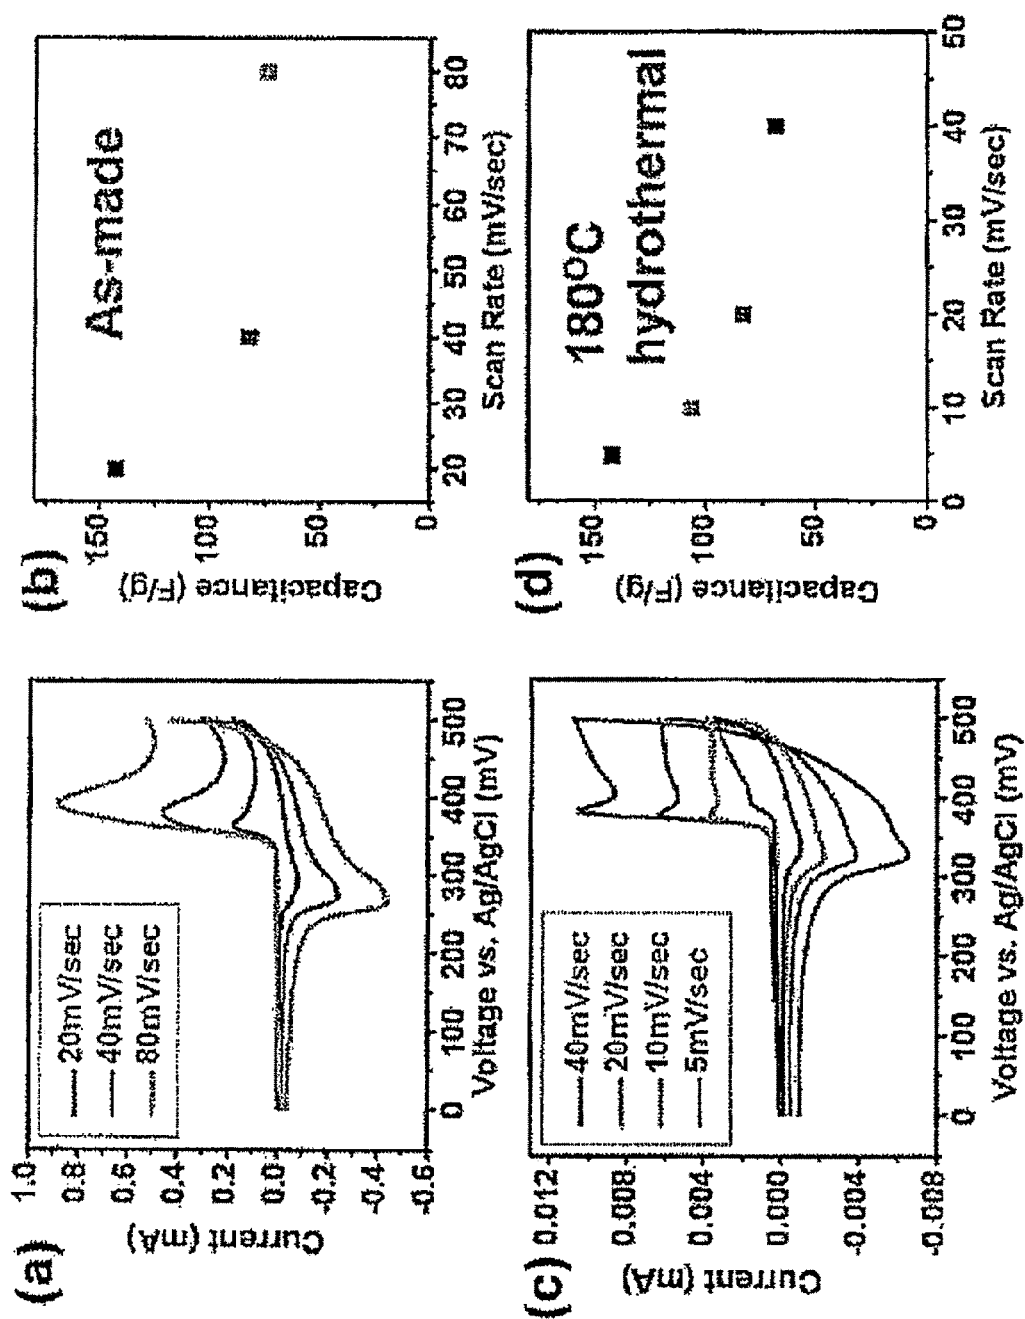 (a)
Current (mA)
1.0
0.8
0.6
0.4
0.2
0.0
-0.2
-0.4
-0.6
20mV/sec
40mV/sec
80mV/sec
0 100 200 300 400 500
Voltage vs. Ag/AgCl (mV)
(b)
Capacitance (F/g)
150
100
50
0
As-made
20 30 40 50 60 70 80
Scan Rate (mV/sec)
(c)
Current (mA)
0.012
0.008
0.004
0.000
-0.004
-0.008
40mV/sec
20mV/sec
10mV/sec
5mV/sec
0 100 200 300 400 500
Voltage vs. Ag/AgCl (mV)
(d)
Capacitance (F/g)
150
100
50
0
180°C
hydrothermal
0 10 20 30 40 50
Scan Rate (mV/sec)